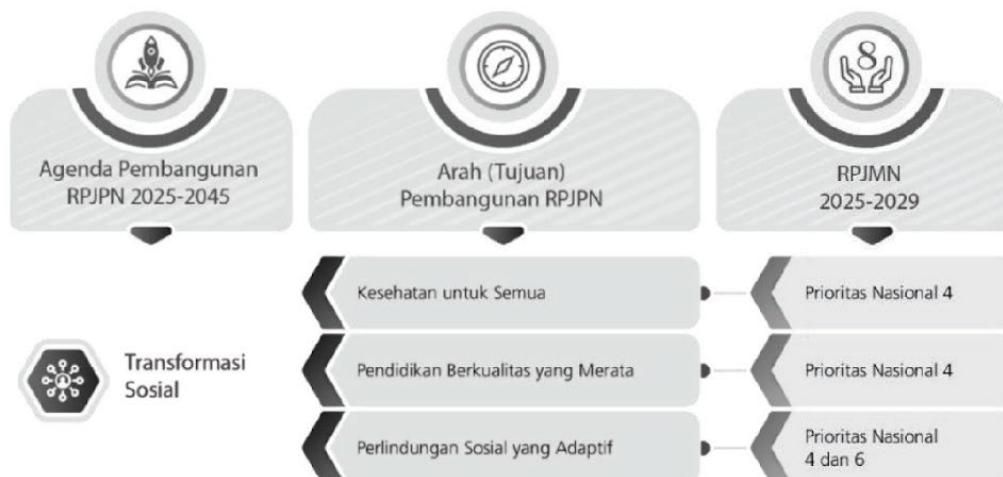 8
Agenda Pembangunan
RPJPN 2025-2045
Arah (Tujuan)
Pembangunan RPJPN
RPJMN
2025-2029
Transformasi
Sosial
Kesehatan untuk Semua
Prioritas Nasional 4
Pendidikan Berkualitas yang Merata
Prioritas Nasional 4
Perlindungan Sosial yang Adaptif
Prioritas Nasional
4 dan 6